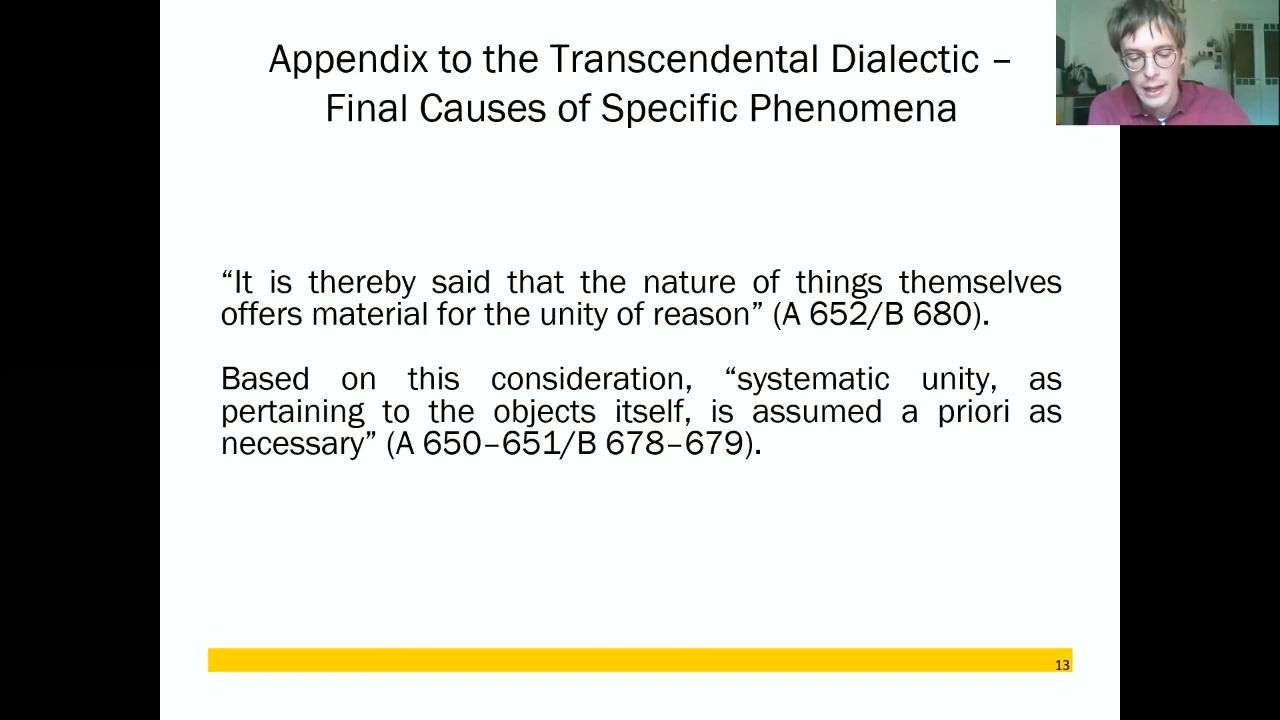 Appendix to the Transcendental Dialectic –
Final Causes of Specific Phenomena
“It is thereby said that the nature of things themselves
offers material for the unity of reason” (A 652/B 680).
Based on this consideration, “systematic unity, as
pertaining to the objects itself, is assumed a priori as
necessary” (A 650–651/B 678–679).
13